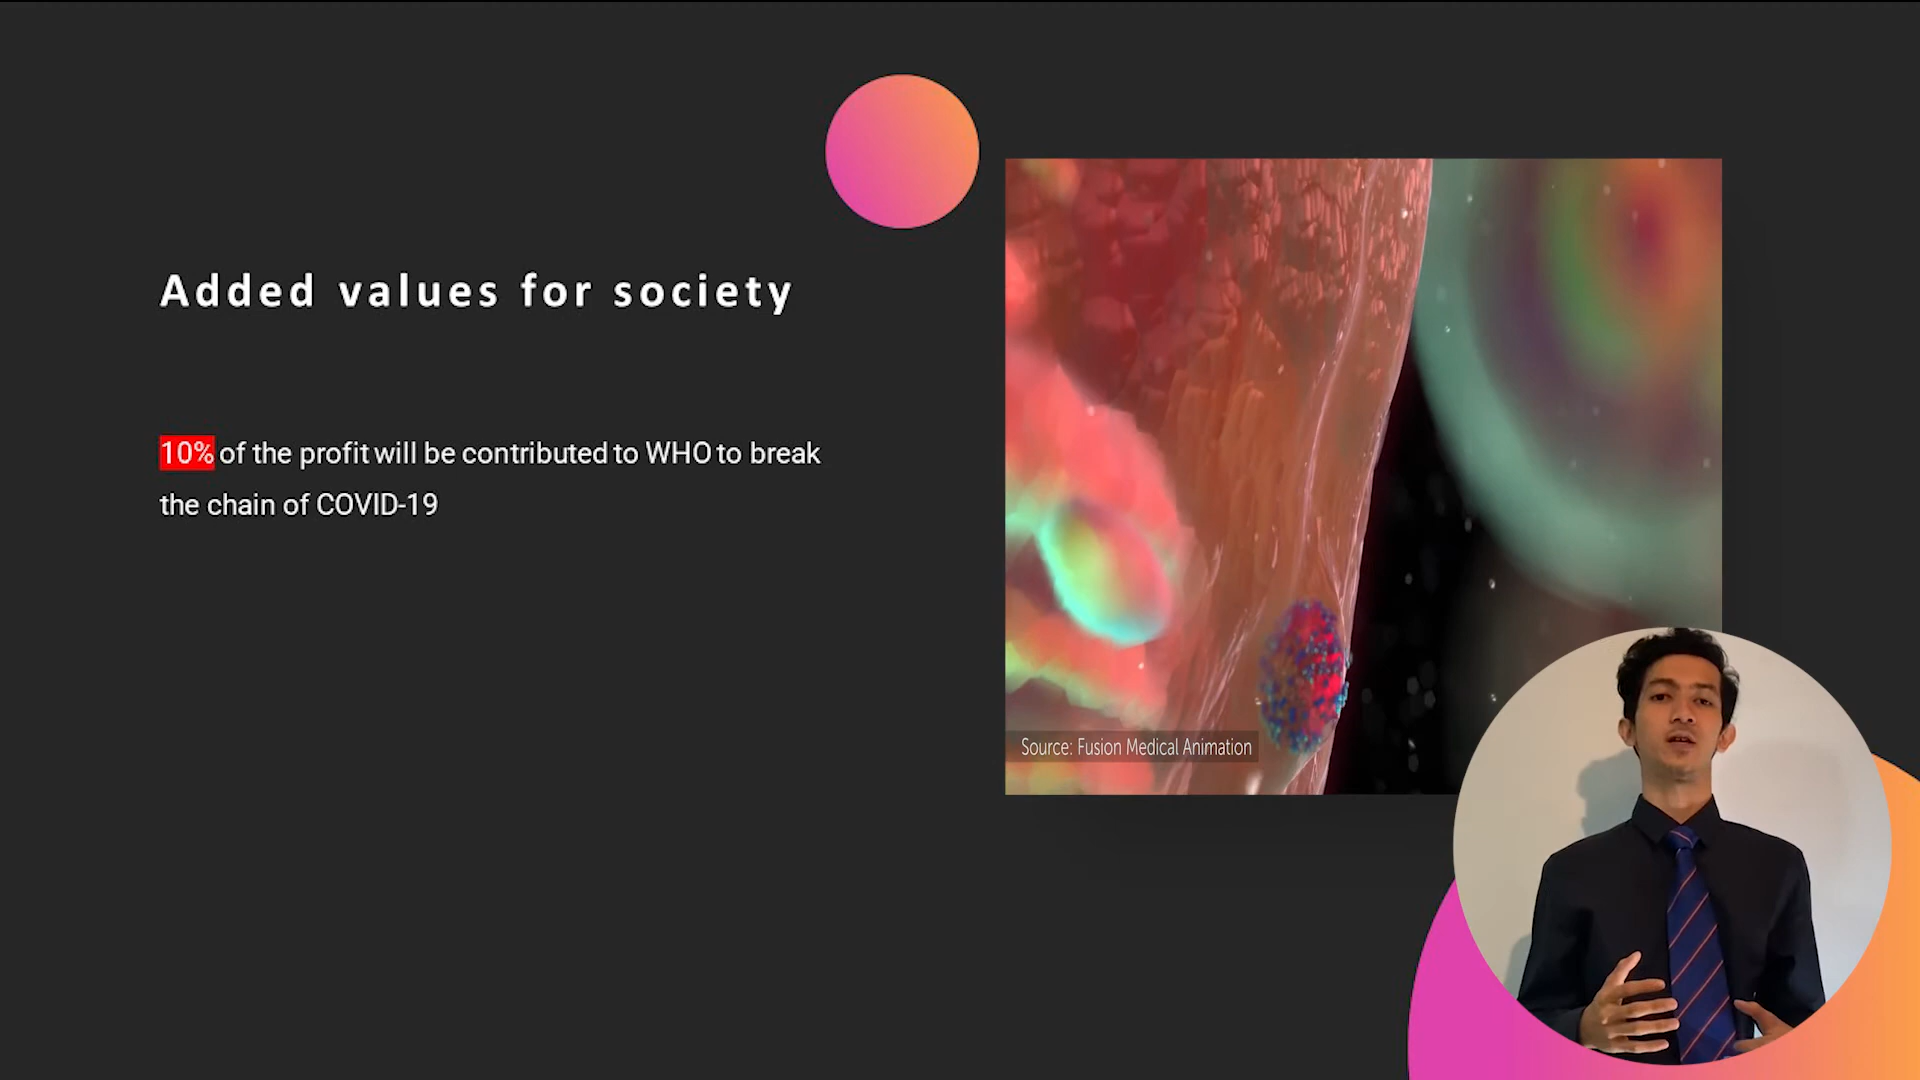 Added values for society
10% of the profit will be contributed to WHO to break
the chain of COVID-19
Source: Fusion Medical Animation